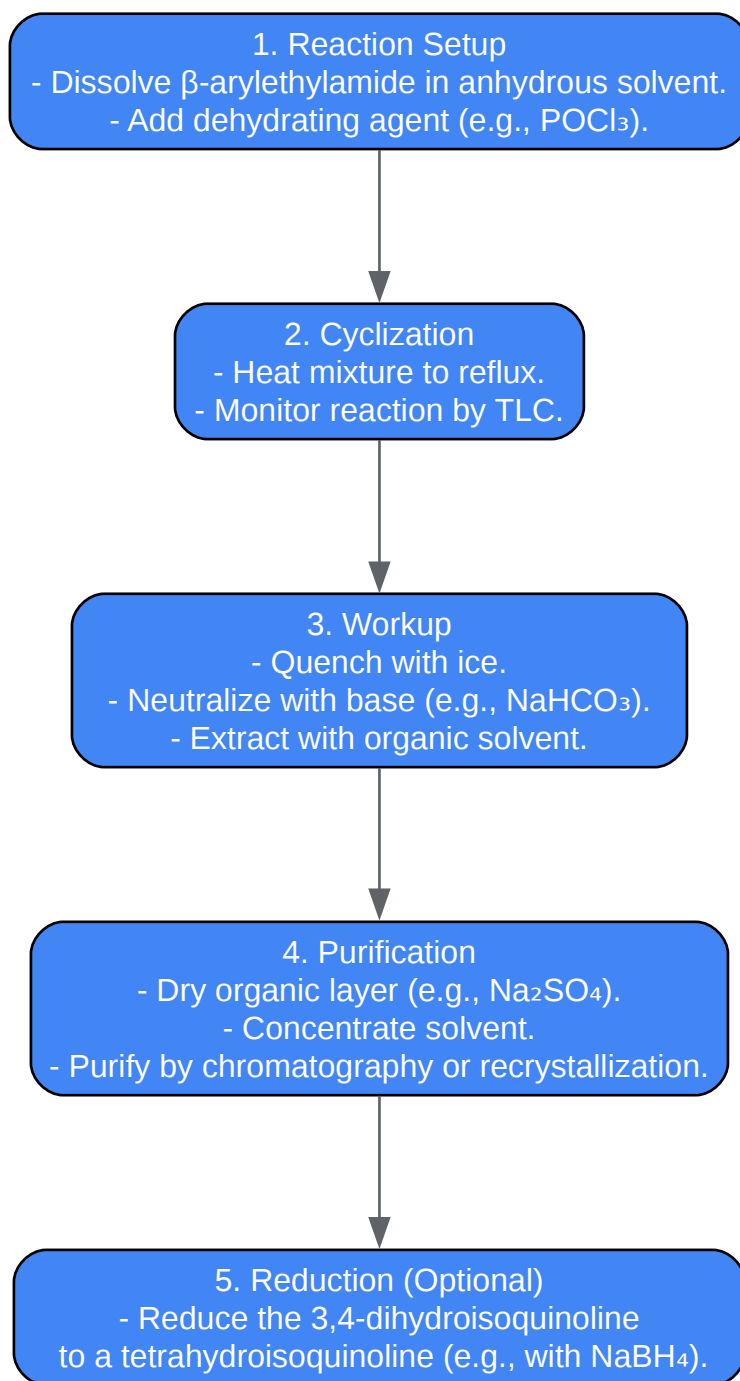 1. Reaction Setup
- Dissolve β-arylethylamide in anhydrous solvent.
- Add dehydrating agent (e.g., POCl₃).
2. Cyclization
- Heat mixture to reflux.
- Monitor reaction by TLC.
3. Workup
- Quench with ice.
- Neutralize with base (e.g., NaHCO₃).
- Extract with organic solvent.
4. Purification
- Dry organic layer (e.g., Na₂SO₄).
- Concentrate solvent.
- Purify by chromatography or recrystallization.
5. Reduction (Optional)
- Reduce the 3,4-dihydroisoquinoline
to a tetrahydroisoquinoline (e.g., with NaBH₄).